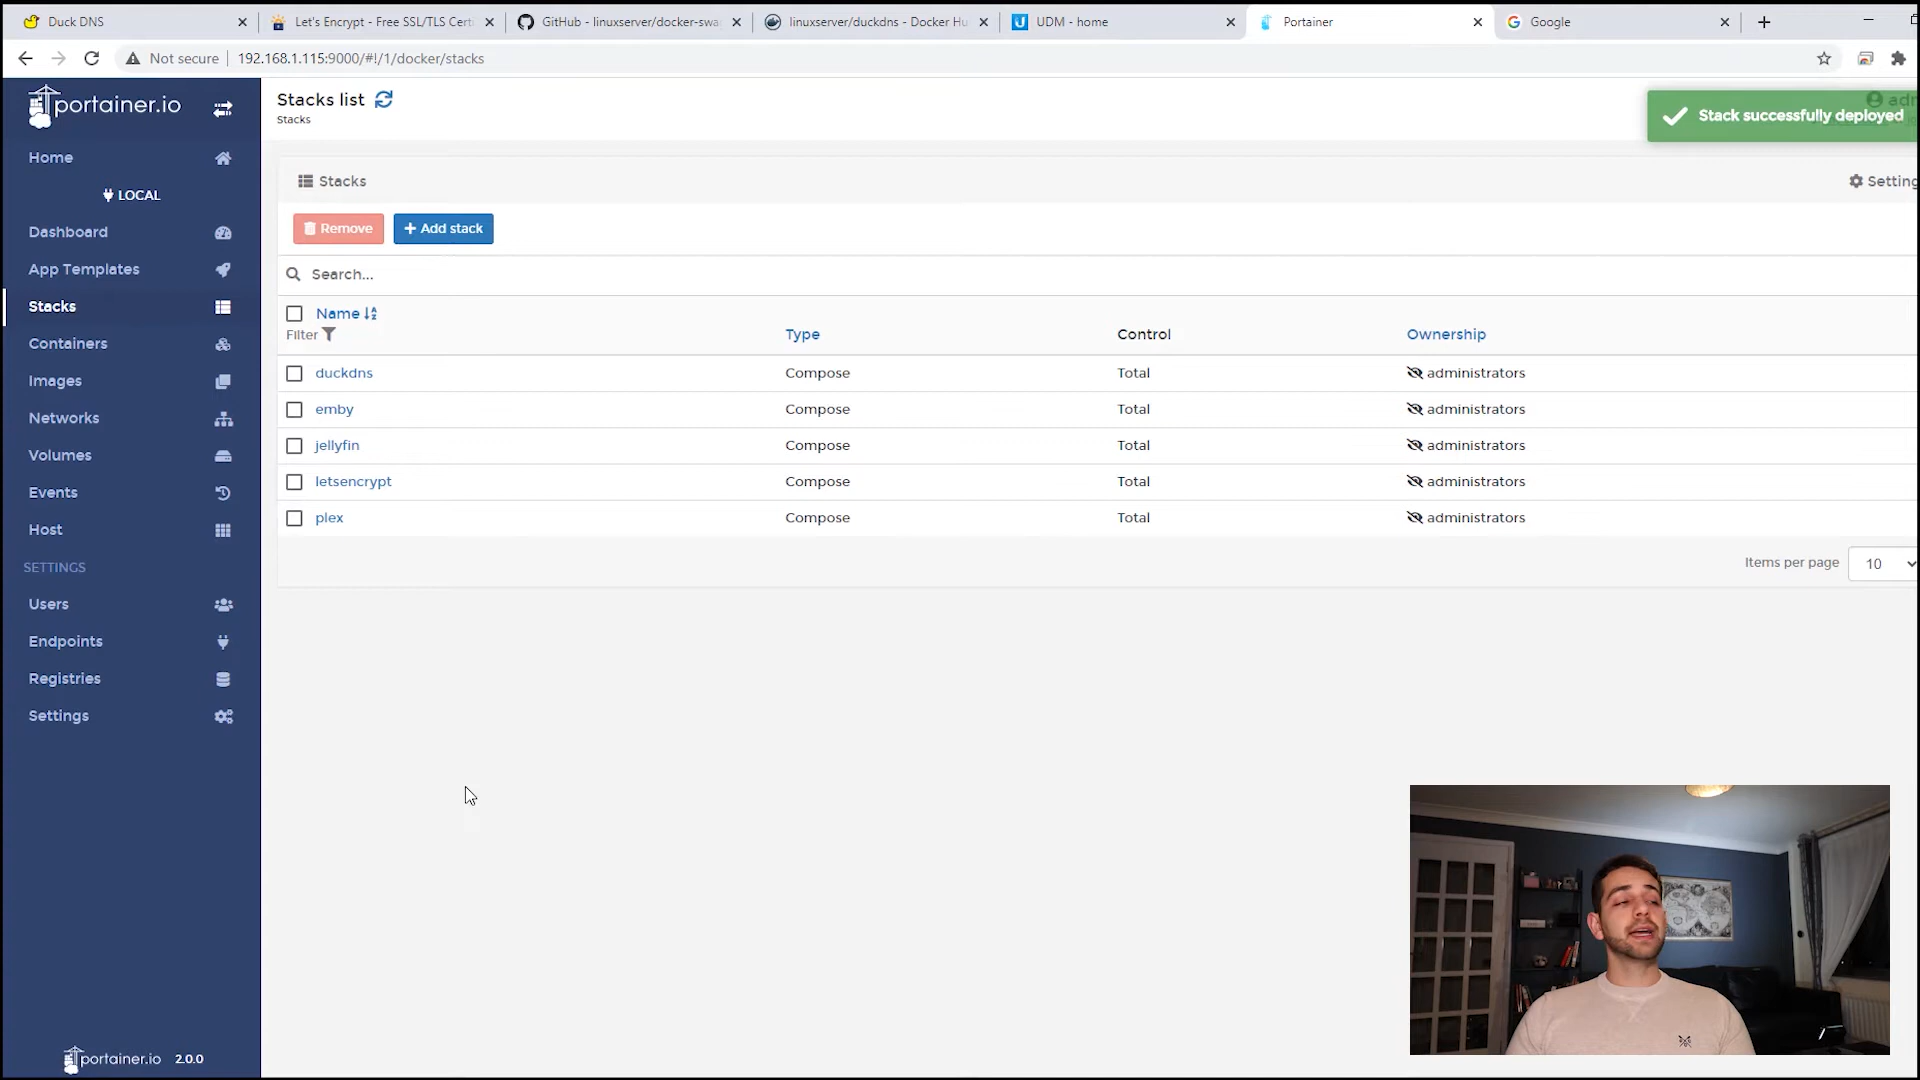 Duck DNS
Let's Encrypt - Free SSL/TLS Certi
GitHub - linuxserver/docker-swa
linuxserver/duckdns - Docker Hu
UDM - home
Portainer
Google
Not secure
192.168.1.115:9000/#!/1/docker/stacks
portainer.io
Stacks list
Stacks
adm
Stack successfully deployed
Home
LOCAL
Dashboard
App Templates
Stacks
Containers
Images
Networks
Volumes
Events
Host
SETTINGS
Users
Endpoints
Registries
Settings
portainer.io 2.0.0
Stacks
Setting
Remove
+ Add stack
Search...
Name
Filter
Type
Control
Ownership
duckdns Compose Total administrators
emby Compose Total administrators
jellyfin Compose Total administrators
letsencrypt Compose Total administrators
plex Compose Total administrators
Items per page 10